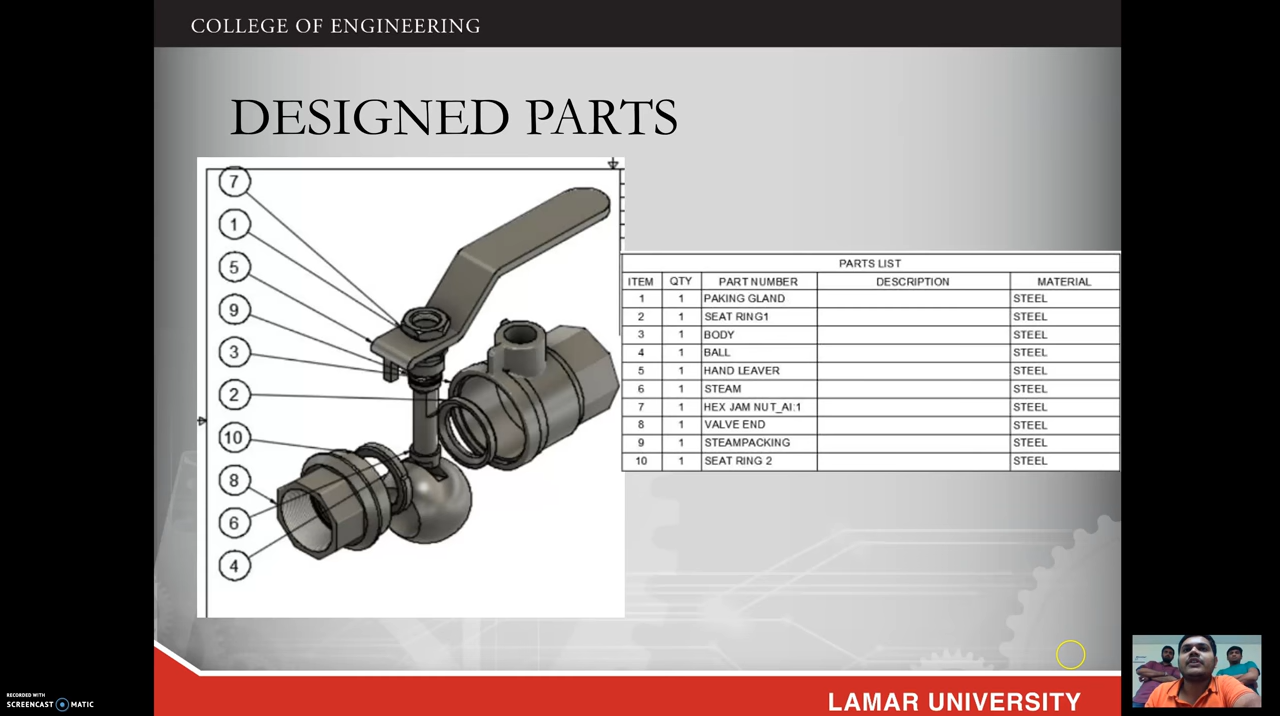 COLLEGE OF ENGINEERING
DESIGNED PARTS
7
1
5
9
3
2
10
8
6
4
PARTS LIST
ITEM QTY PART NUMBER DESCRIPTION MATERIAL
1 1 PAKING GLAND STEEL
2 1 SEAT RING1 STEEL
3 1 BODY STEEL
4 1 BALL STEEL
5 1 HAND LEAVER STEEL
6 1 STEAM STEEL
7 1 HEX JAM NUT_AI:1 STEEL
8 1 VALVE END STEEL
9 1 STEAMPACKING STEEL
10 1 SEAT RING 2 STEEL
LAMAR UNIVERSITY
RECORDED WITH
SCREENCAST MATIC